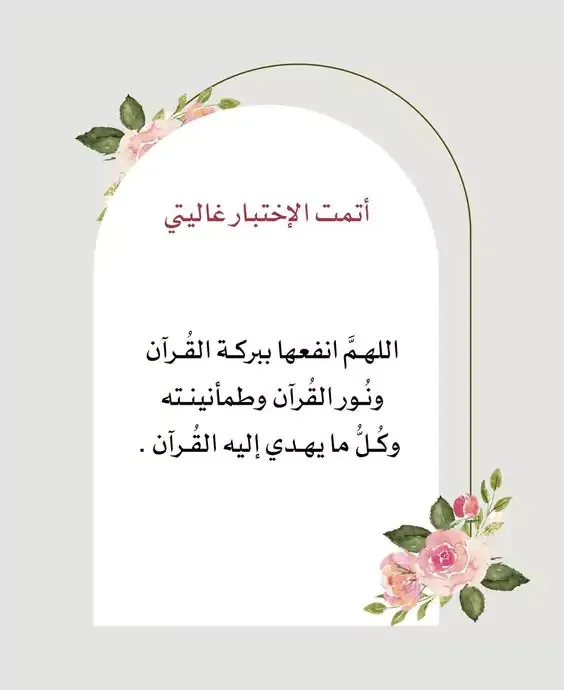 أتمت الإختبار غاليتي
اللهمَّ انفعها ببركة القُرآن
ونُور القُرآن وطمأنينته
وكُلُّ ما يهدي إليه القُرآن .